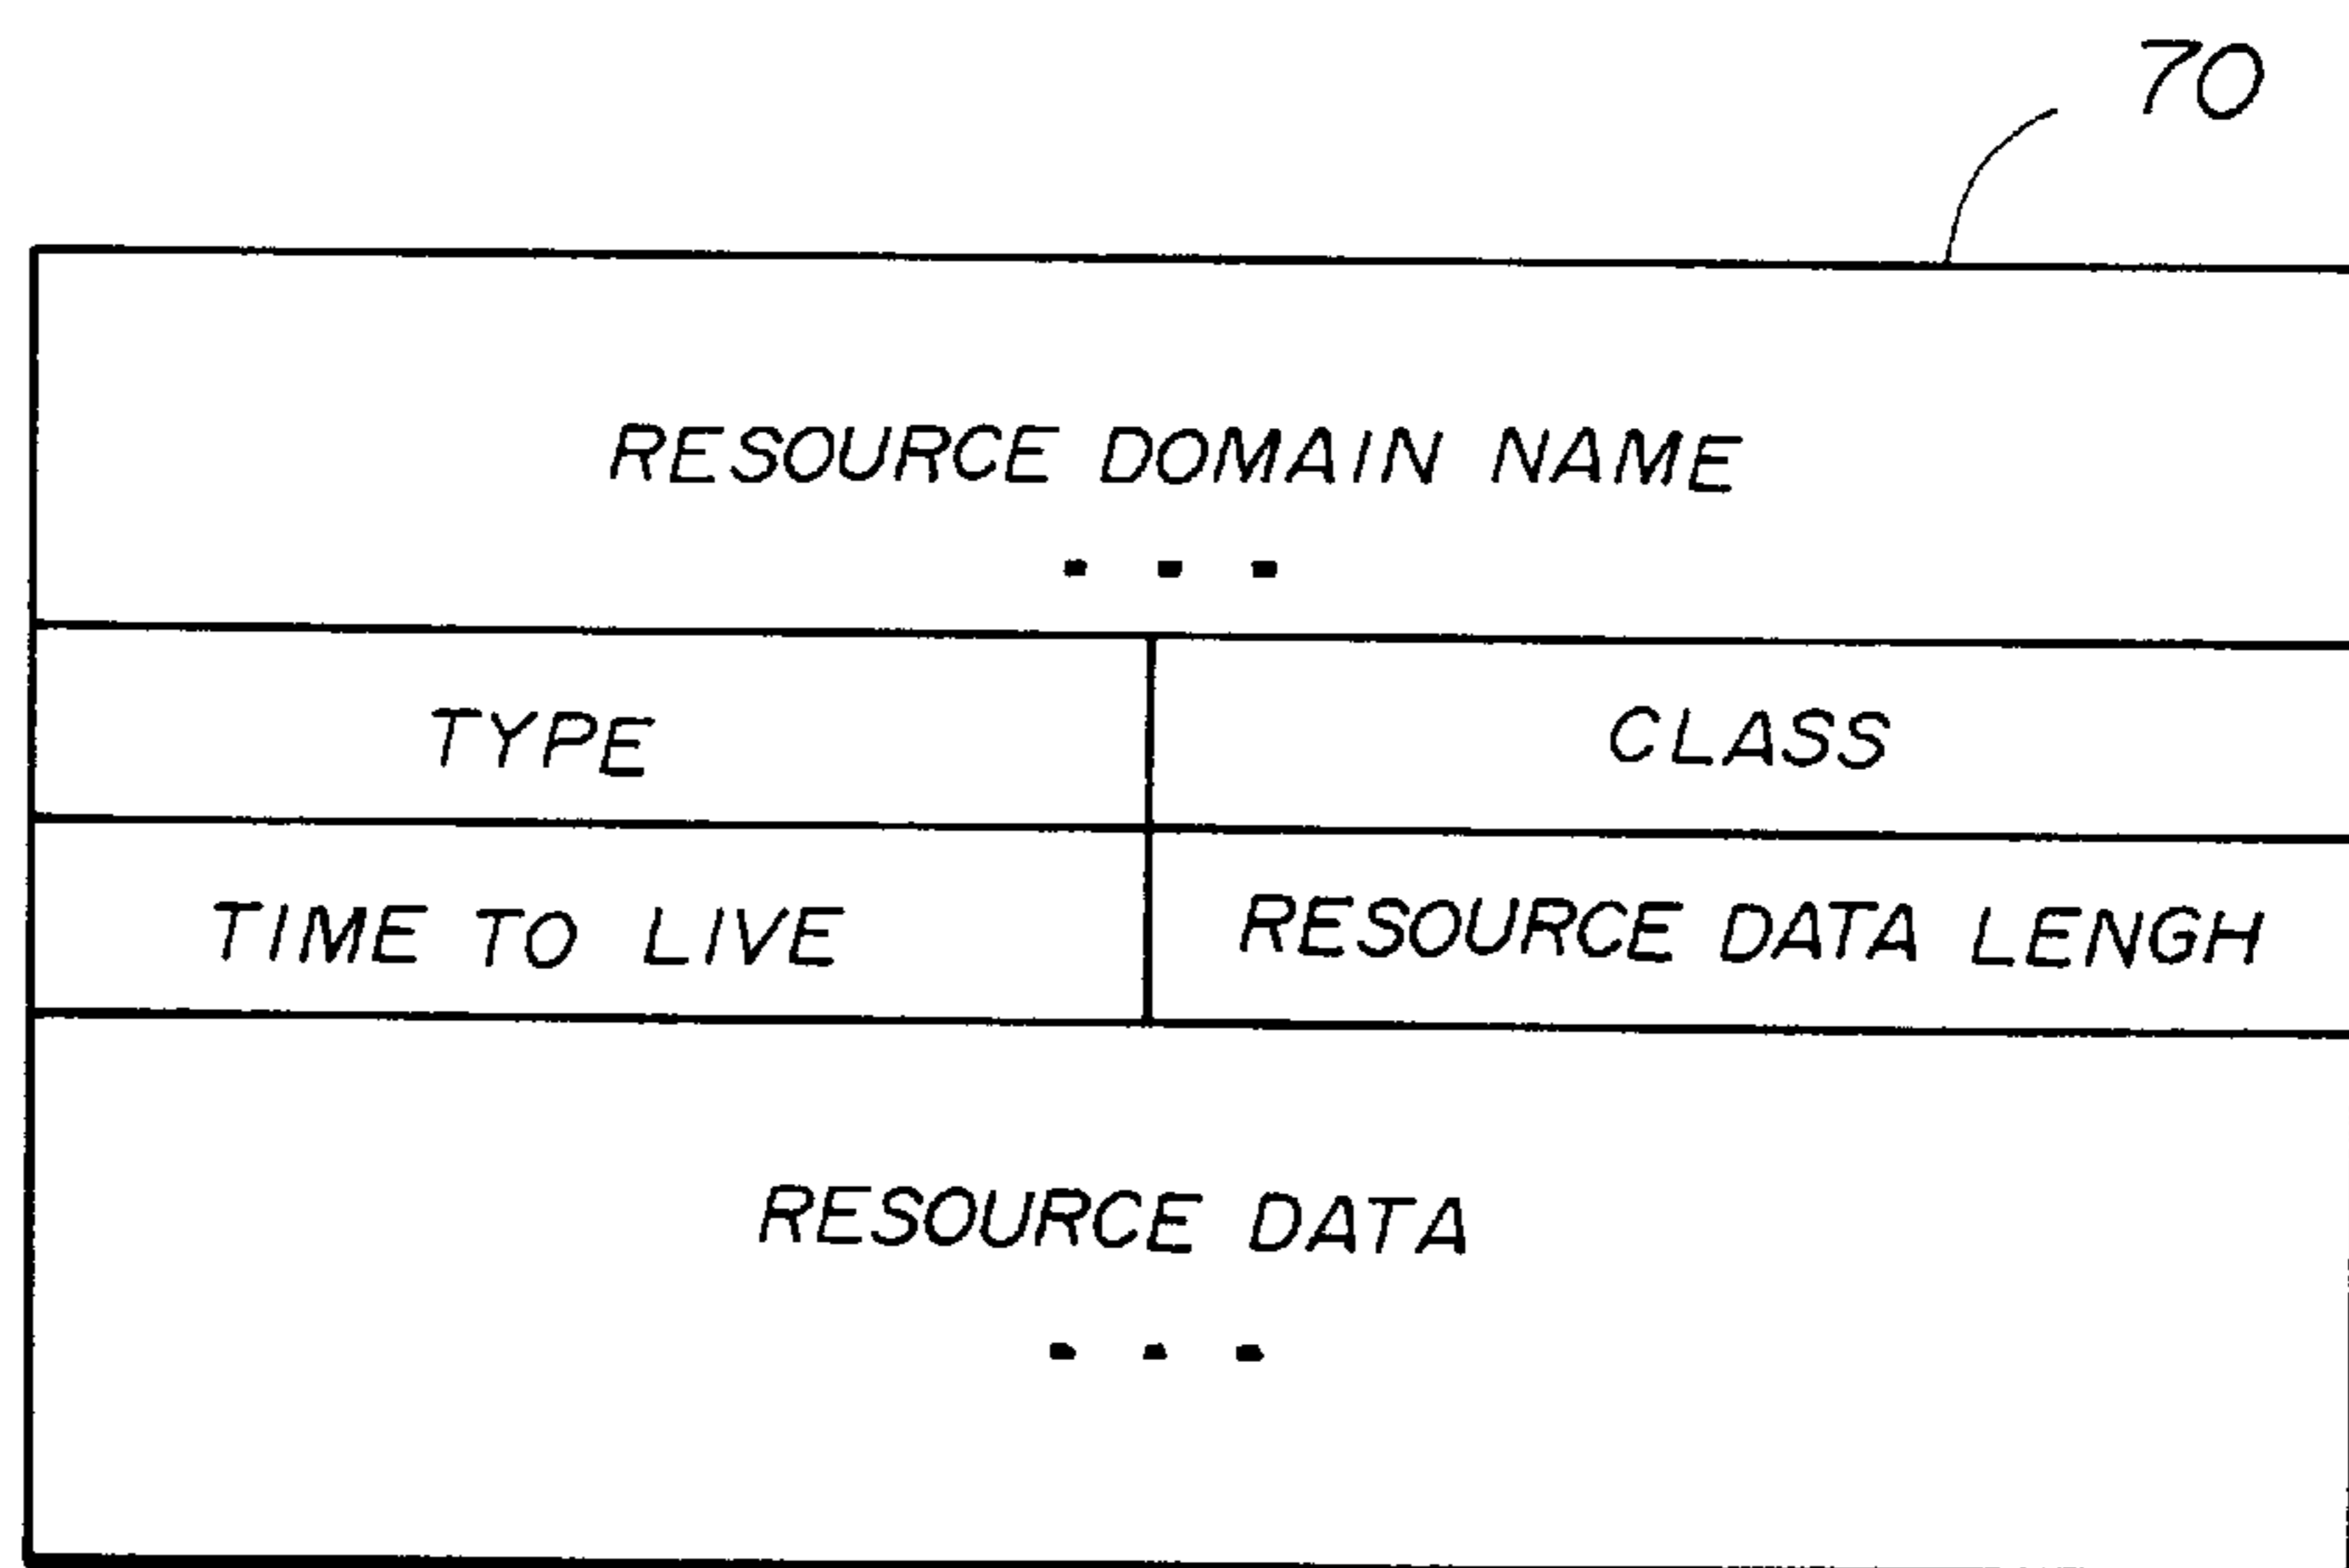 70
RESOURCE DOMAIN NAME
. . .
TYPE
CLASS
TIME TO LIVE
RESOURCE DATA LENGH
RESOURCE DATA
. . .